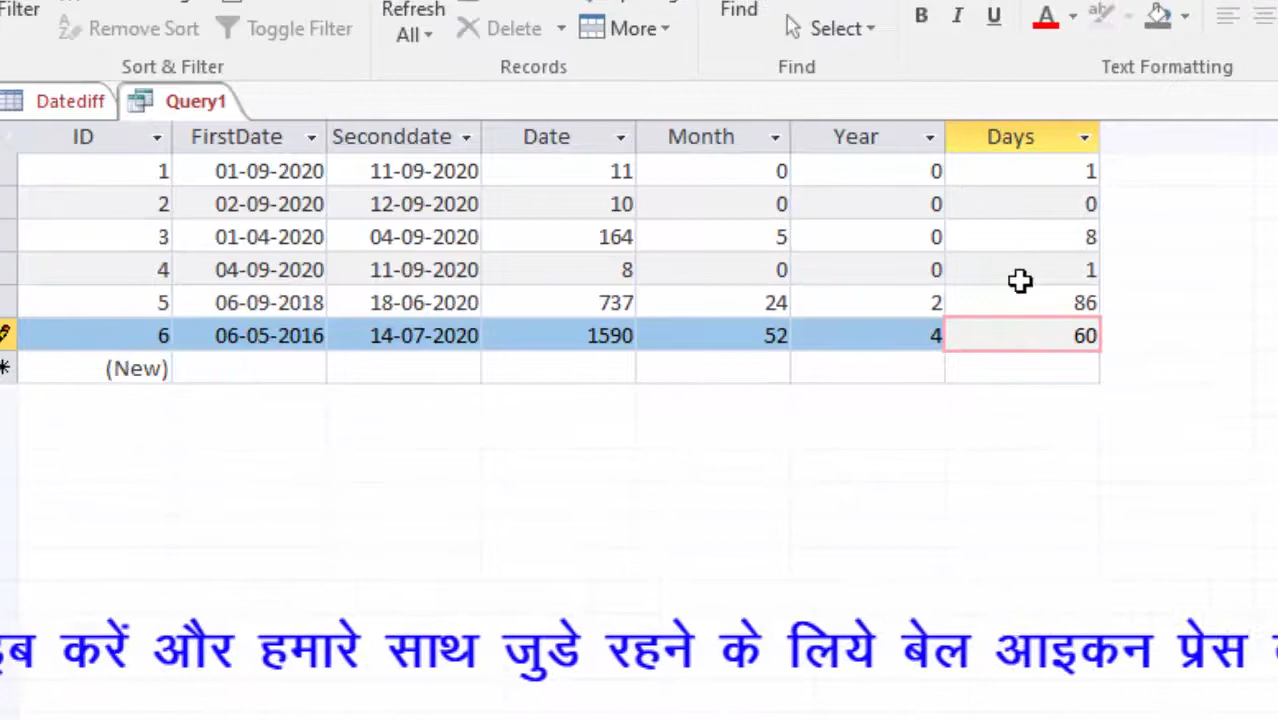 Filter Refresh Find B I U A
Remove Sort Toggle Filter All Delete More Select
Sort & Filter Records Find Text Formatting
Datediff Query1
ID FirstDate Seconddate Date Month Year Days
1 01-09-2020 11-09-2020 11 0 0 1
2 02-09-2020 12-09-2020 10 0 0 0
3 01-04-2020 04-09-2020 164 5 0 8
4 04-09-2020 11-09-2020 8 0 0 1
5 06-09-2018 18-06-2020 737 24 2 86
6 06-05-2016 14-07-2020 1590 52 4 60
(New)
करें और हमारे साथ जुडे रहने के लिये बेल आइकन प्रेस